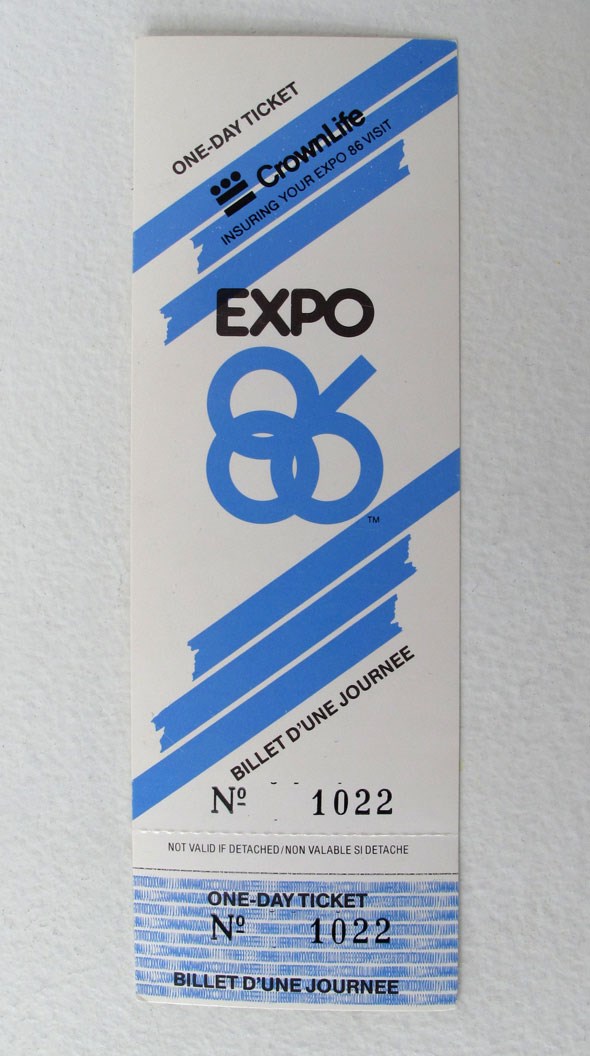 ONE-DAY TICKET
CrownLife
INSURING YOUR EXPO 86 VISIT
EXPO
86
TM
BILLET D'UNE JOURNEE
Nº 1022
NOT VALID IF DETACHED/NON VALABLE SI DETACHE
ONE-DAY TICKET
Nº 1022
BILLET D'UNE JOURNEE